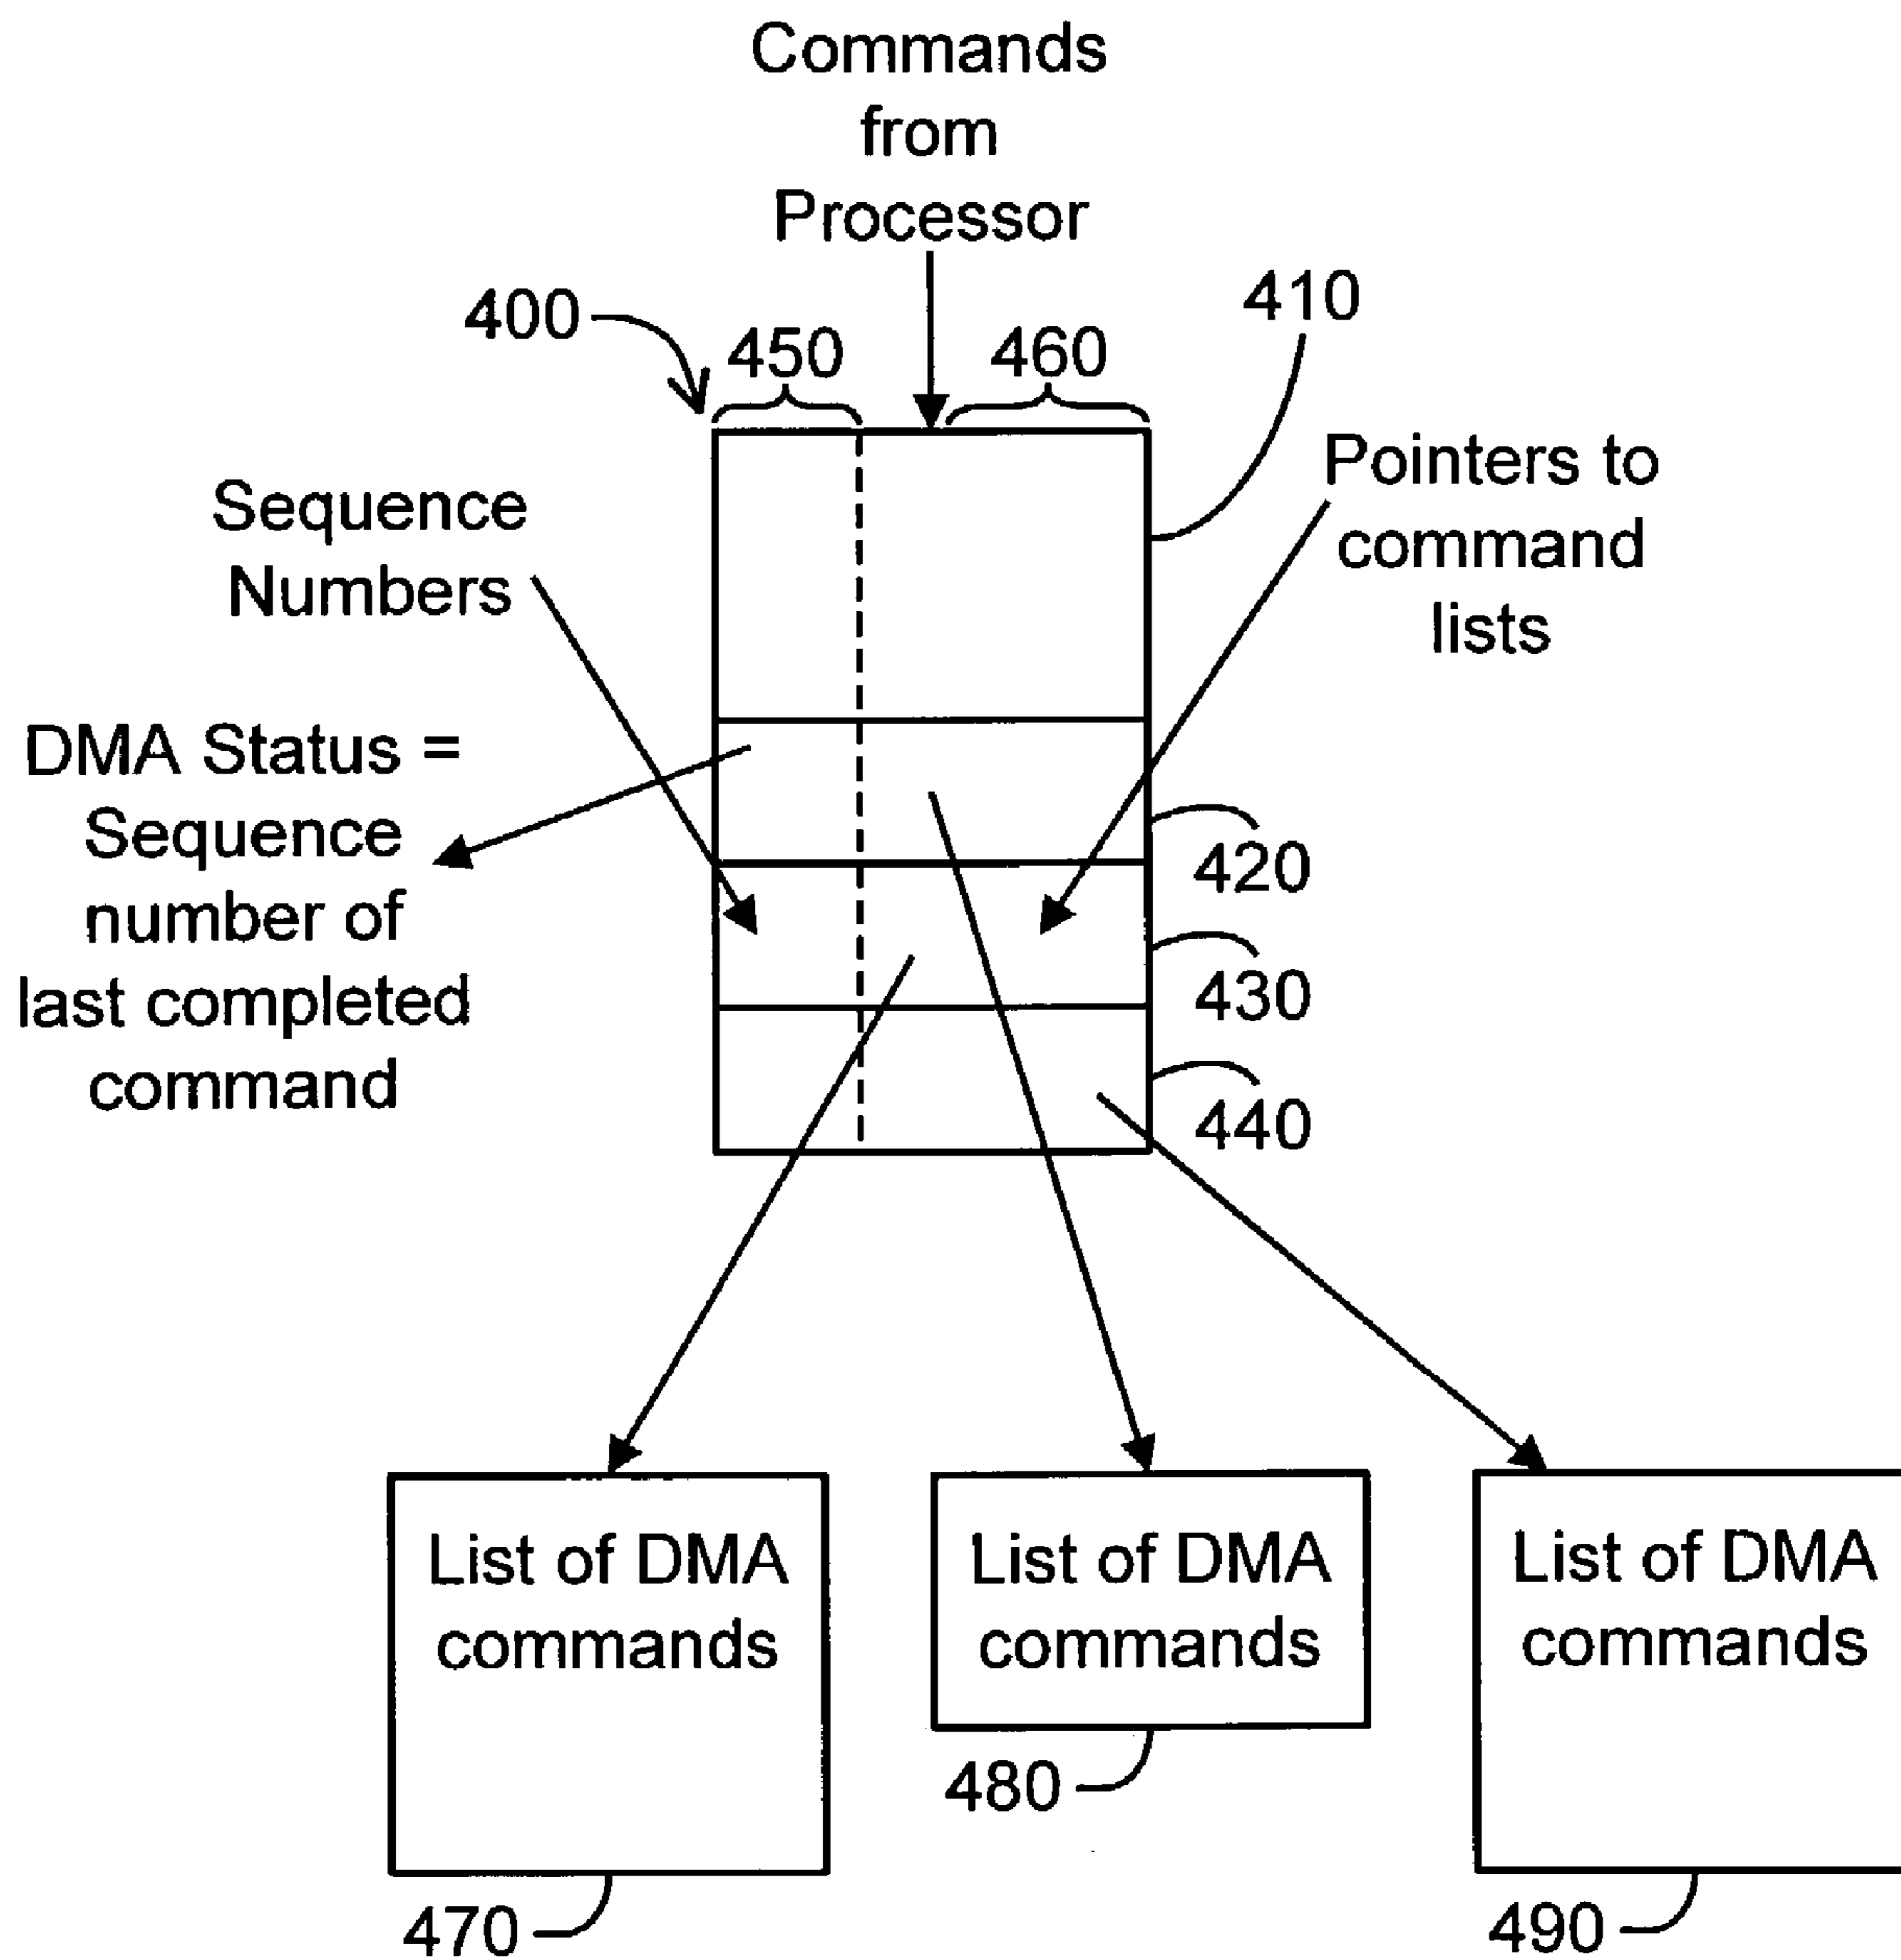 Commands
from
Processor
400
450
460
410
Sequence
Numbers
Pointers to
command
lists
DMA Status =
Sequence
number of
last completed
command
420
430
440
List of DMA
commands
List of DMA
commands
List of DMA
commands
470
480
490